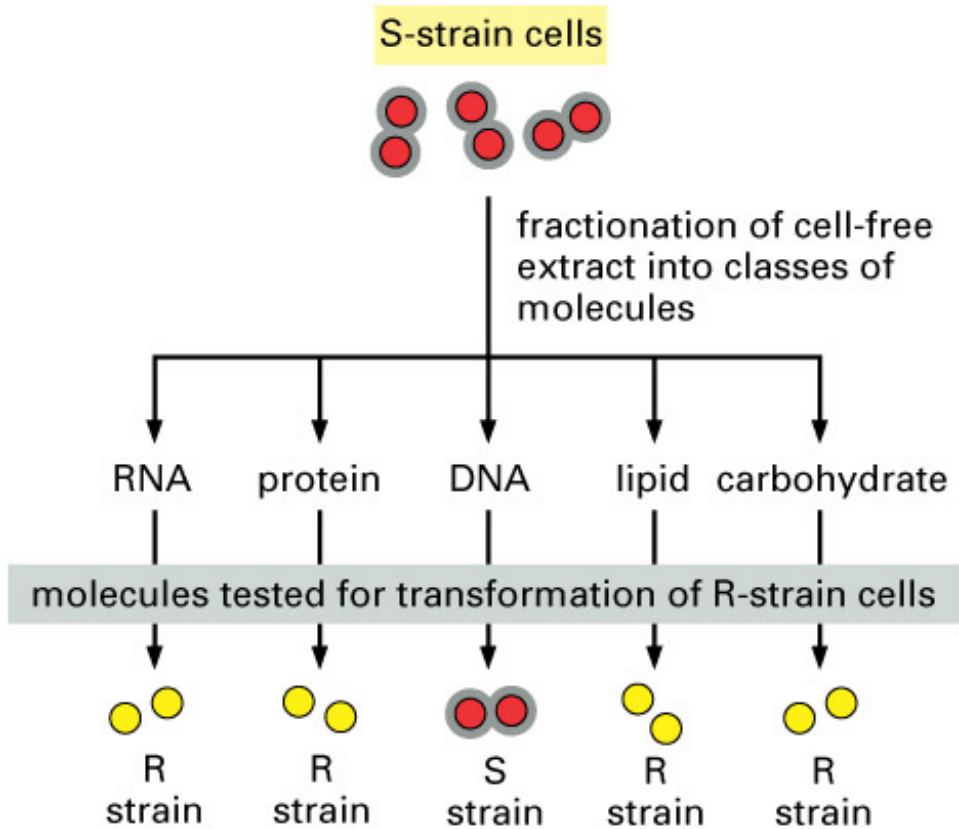 S-strain cells
fractionation of cell-free
extract into classes of
molecules
RNA protein DNA lipid carbohydrate
molecules tested for transformation of R-strain cells
R R S R R
strain strain strain strain strain